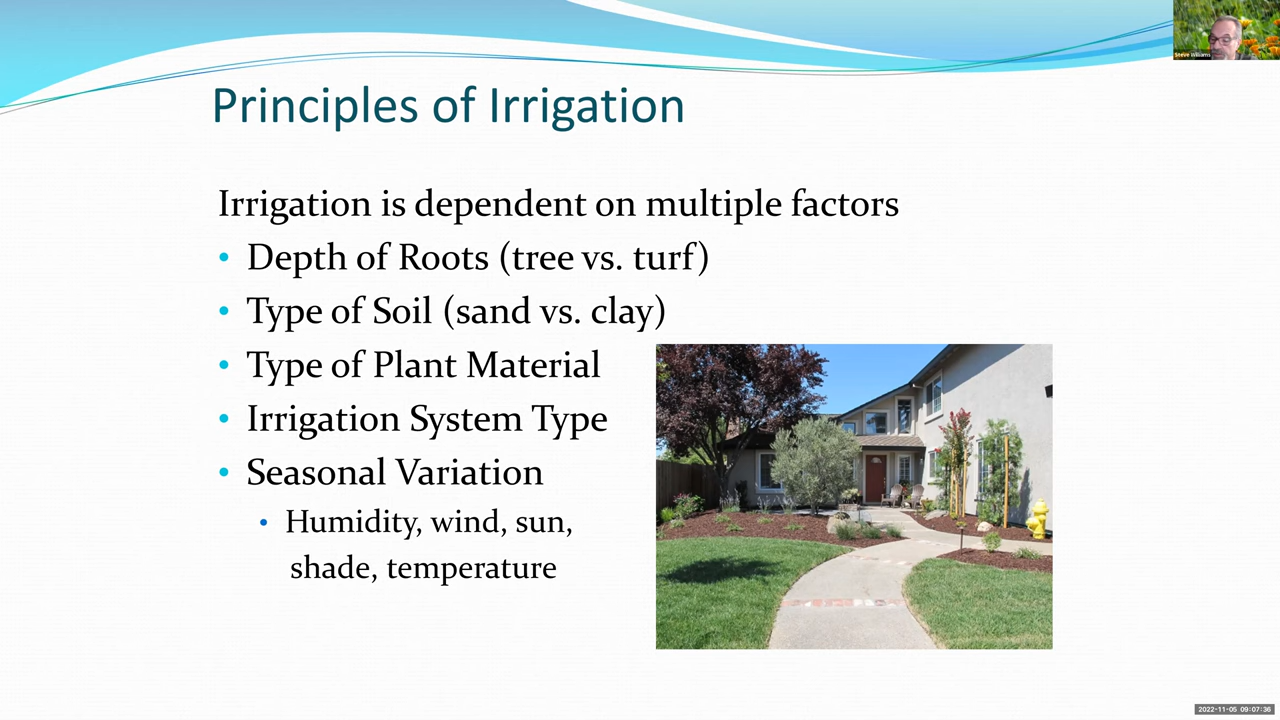 Steve Williams
Principles of Irrigation
Irrigation is dependent on multiple factors
• Depth of Roots (tree vs. turf)
• Type of Soil (sand vs. clay)
• Type of Plant Material
• Irrigation System Type
• Seasonal Variation
• Humidity, wind, sun,
shade, temperature
2022-11-05 09:07:36